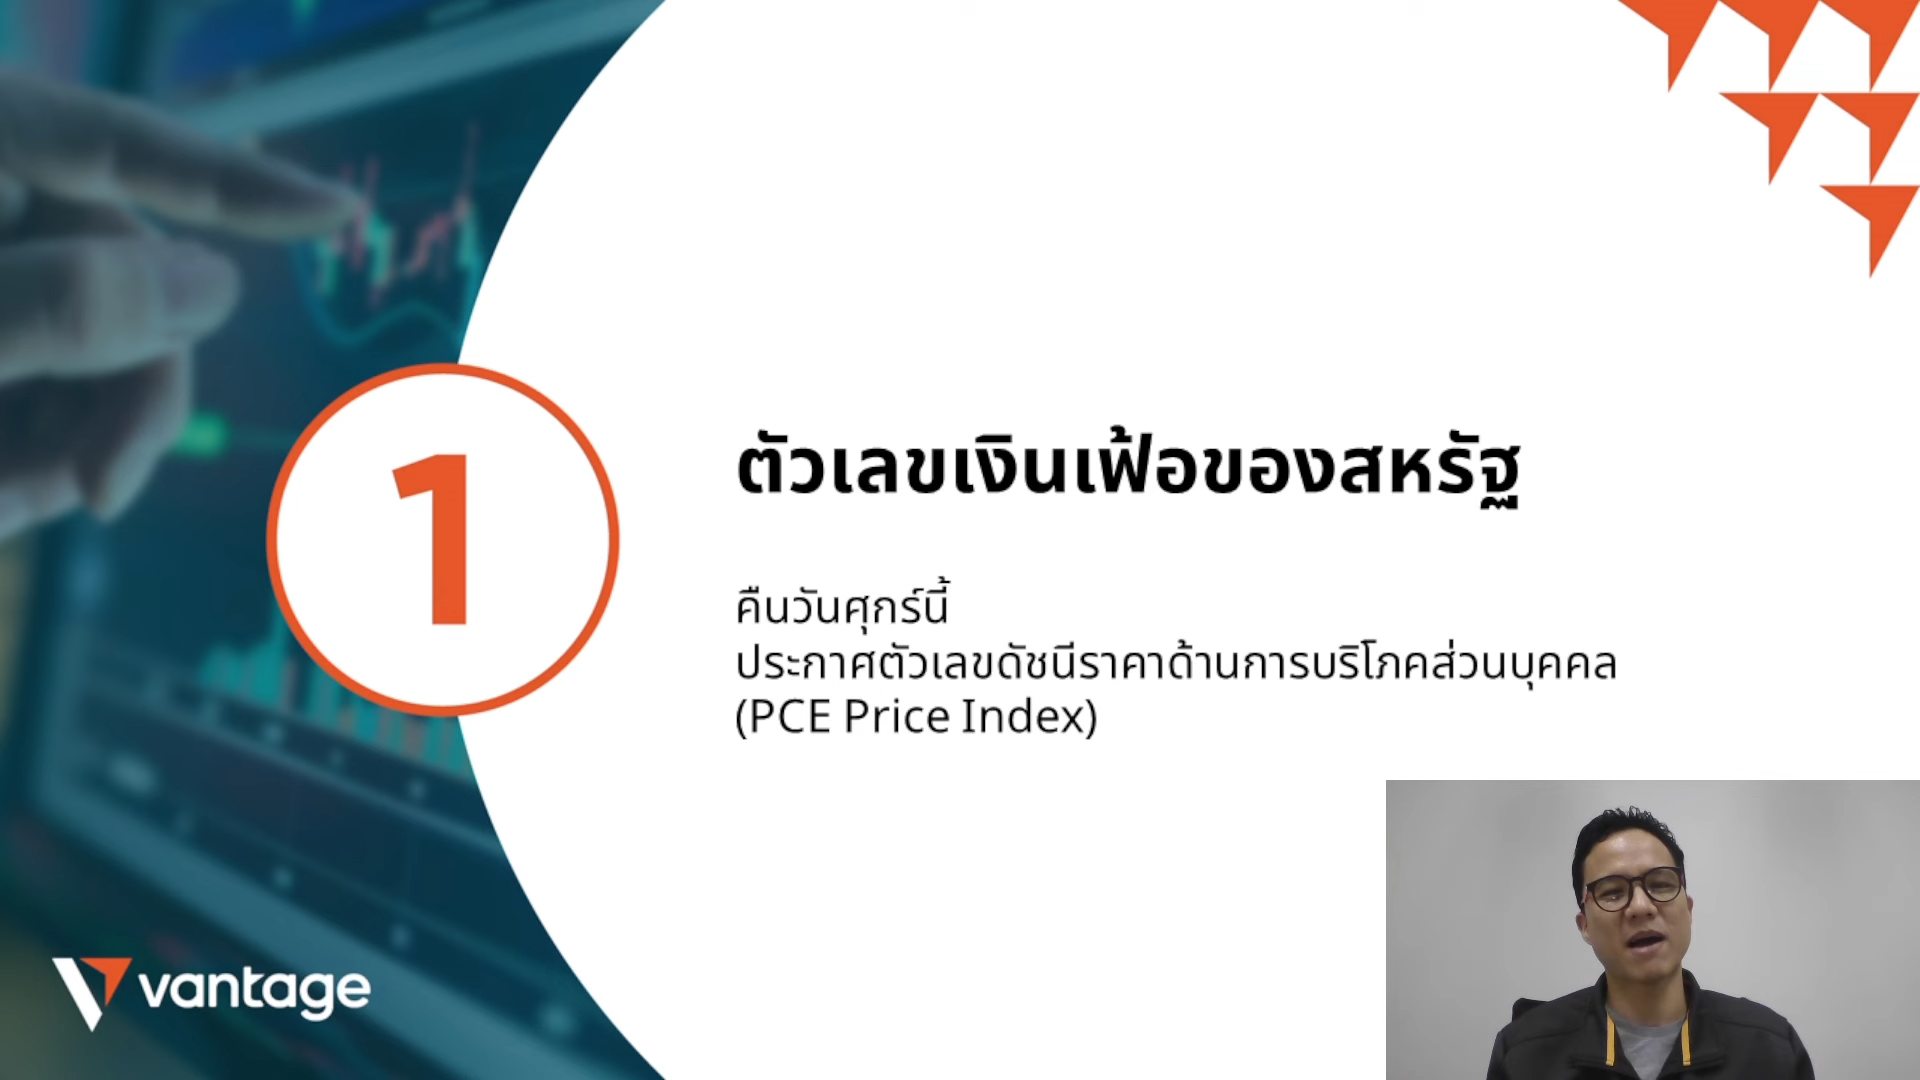 1
ตัวเลขเงินเฟ้อของสหรัฐ
คืนวันศุกร์นี้
ประกาศตัวเลขดัชนีราคาด้านการบริโภคส่วนบุคคล
(PCE Price Index)
vantage